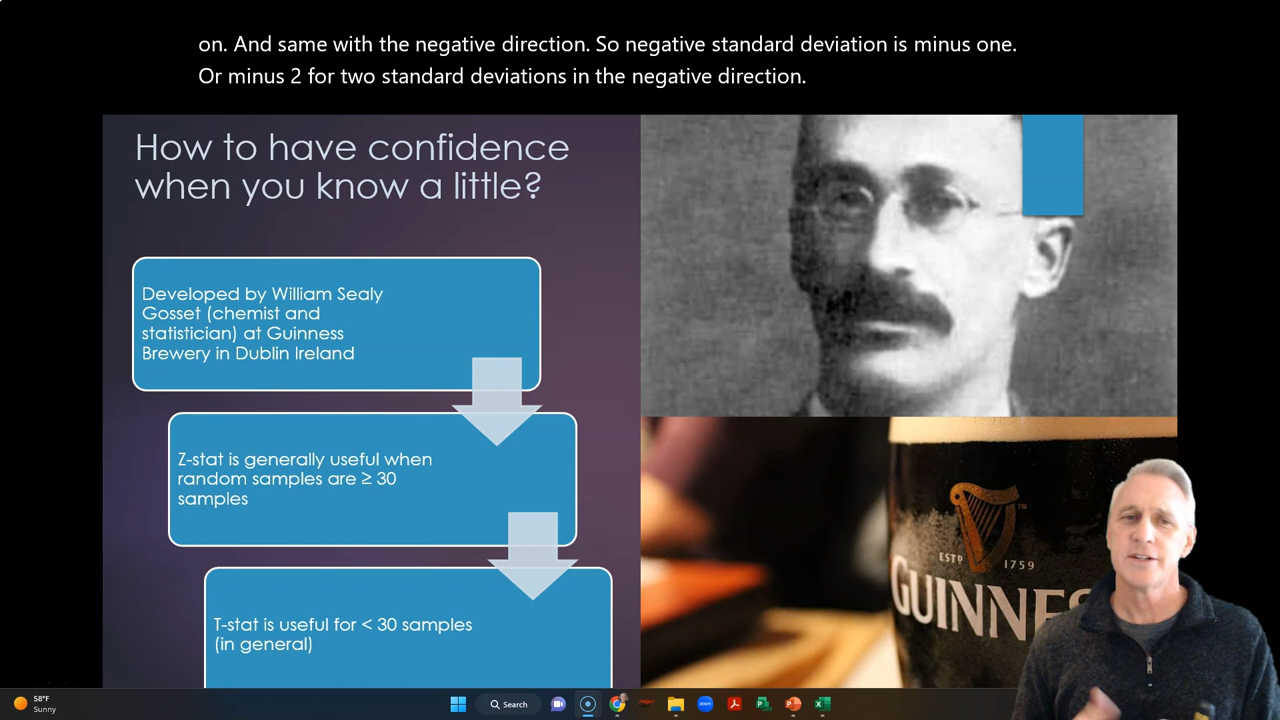 on. And same with the negative direction. So negative standard deviation is minus one.
Or minus 2 for two standard deviations in the negative direction.
How to have confidence
when you know a little?
Developed by William Sealy
Gosset (chemist and
statistician) at Guinness
Brewery in Dublin Ireland
Z-stat is generally useful when
random samples are ≥ 30
samples
T-stat is useful for < 30 samples
(in general)
™
ESTD 1759
GUINNES
58°F
Sunny
Search
zoom